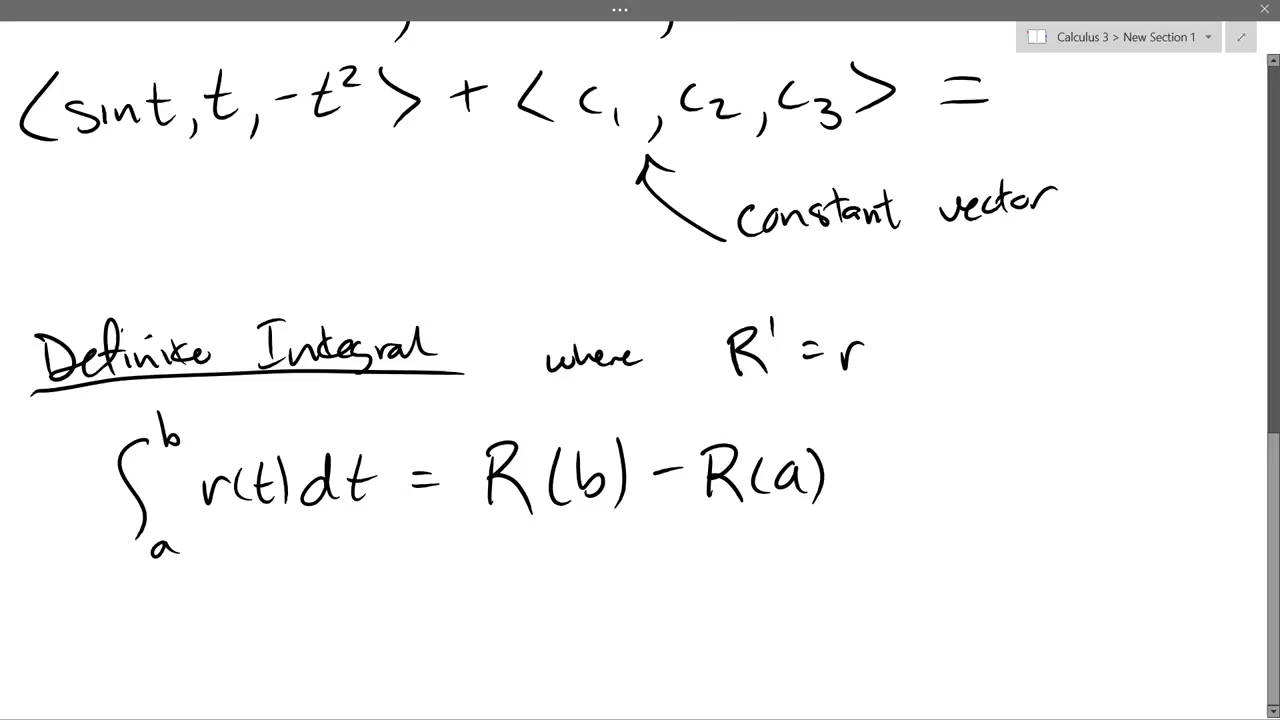 Calculus 3 > New Section 1
⟨sint, t, -t²⟩ + ⟨c₁, c₂, c₃⟩ =
constant vector
Definite Integral where R' = r
∫ₐᵇ r(t)dt = R(b) - R(a)